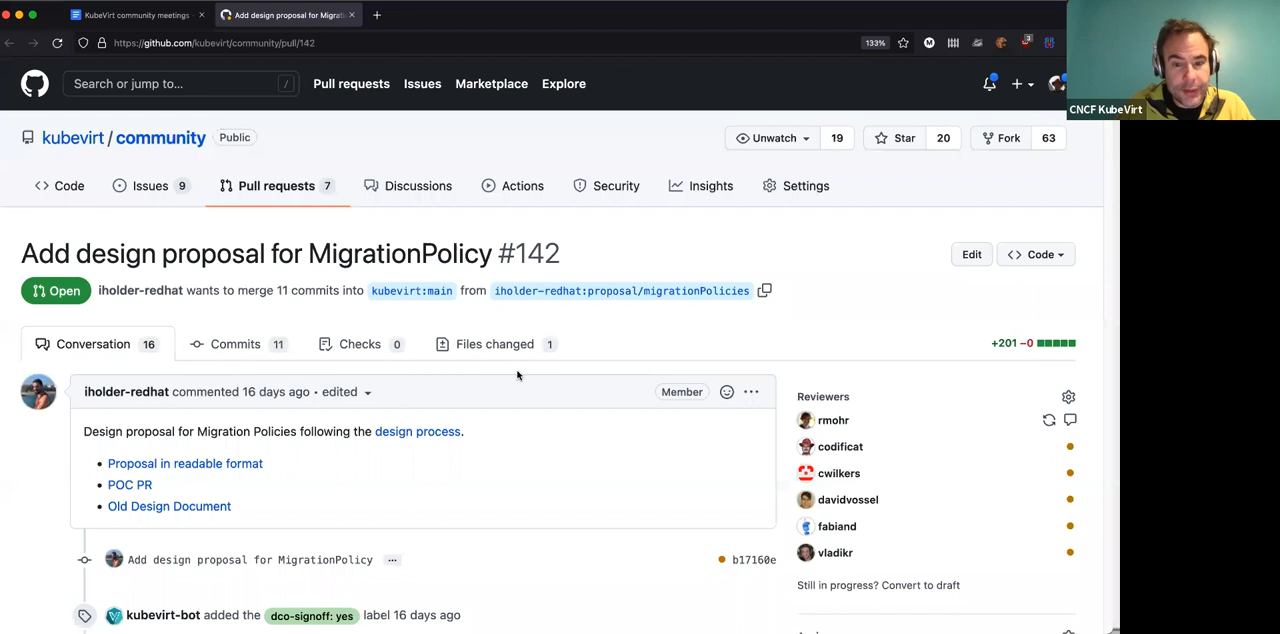 KubeVirt community meetings -
Add design proposal for Migrati
https://github.com/kubevirt/community/pull/142
133%
3
CNCF KubeVirt
Search or jump to...
/
Pull requests
Issues
Marketplace
Explore
kubevirt / community
Public
Unwatch
19
Star
20
Fork
63
Code
Issues 9
Pull requests 7
Discussions
Actions
Security
Insights
Settings
Add design proposal for MigrationPolicy #142
Edit
Code
Open
iholder-redhat wants to merge 11 commits into kubevirt:main from iholder-redhat:proposal/migrationPolicies
Conversation 16
Commits 11
Checks 0
Files changed 1
+201 −0
iholder-redhat commented 16 days ago • edited
Member
Design proposal for Migration Policies following the design process.
• Proposal in readable format
• POC PR
• Old Design Document
Add design proposal for MigrationPolicy ...
b17160e
kubevirt-bot added the dco-signoff: yes label 16 days ago
Reviewers
rmohr
codificat
cwilkers
davidvossel
fabiand
vladikr
Still in progress? Convert to draft